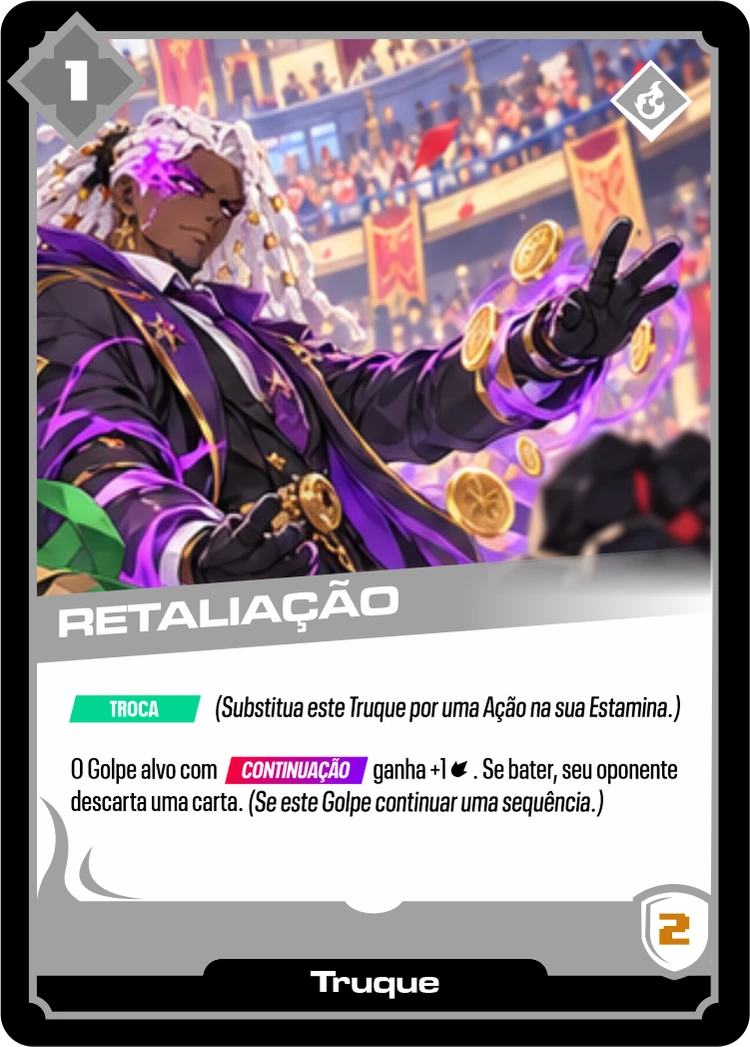 1
RETALIAÇÃO
TROCA (Substitua este Truque por uma Ação na sua Estamina.)
O Golpe alvo com CONTINUAÇÃO ganha +1 . Se bater, seu oponente
descarta uma carta. (Se este Golpe continuar uma sequência.)
2
Truque